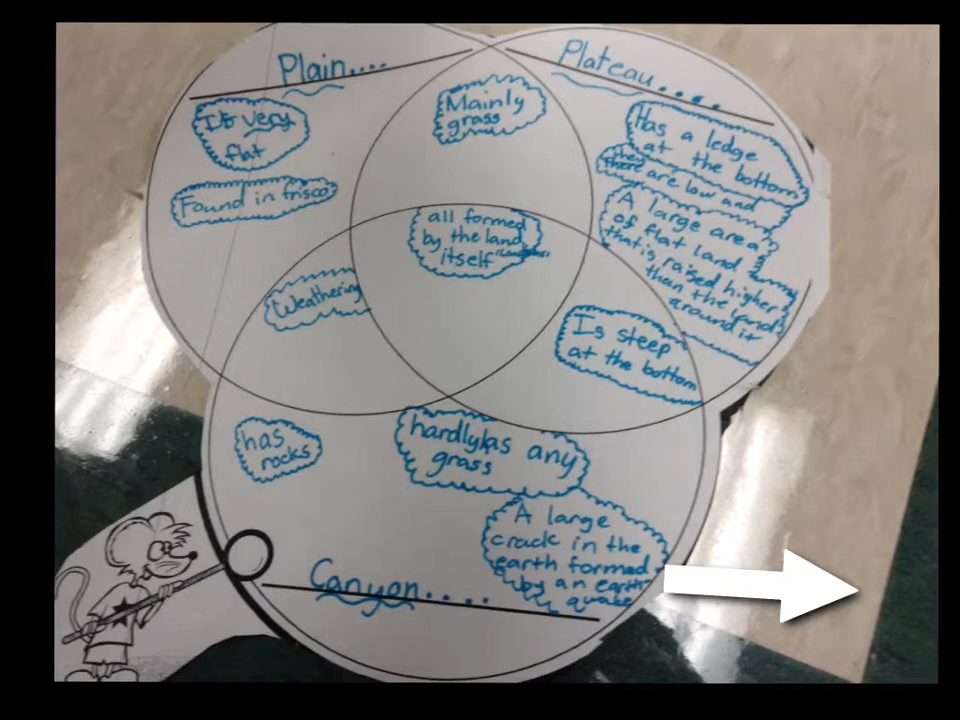 Plain....
Plateau....
Mainly
grass
It's very
flat
Found in frisco
Has a ledge
at the bottom
are low and
A large area
of flat land
that is raised higher
than the land
around it
all formed
by the land
itself
Weathering
Is steep
at the bottom
has
rocks
hardly has any
grass
A large
crack in the
earth formed
by an earth
quake
Canyon.....